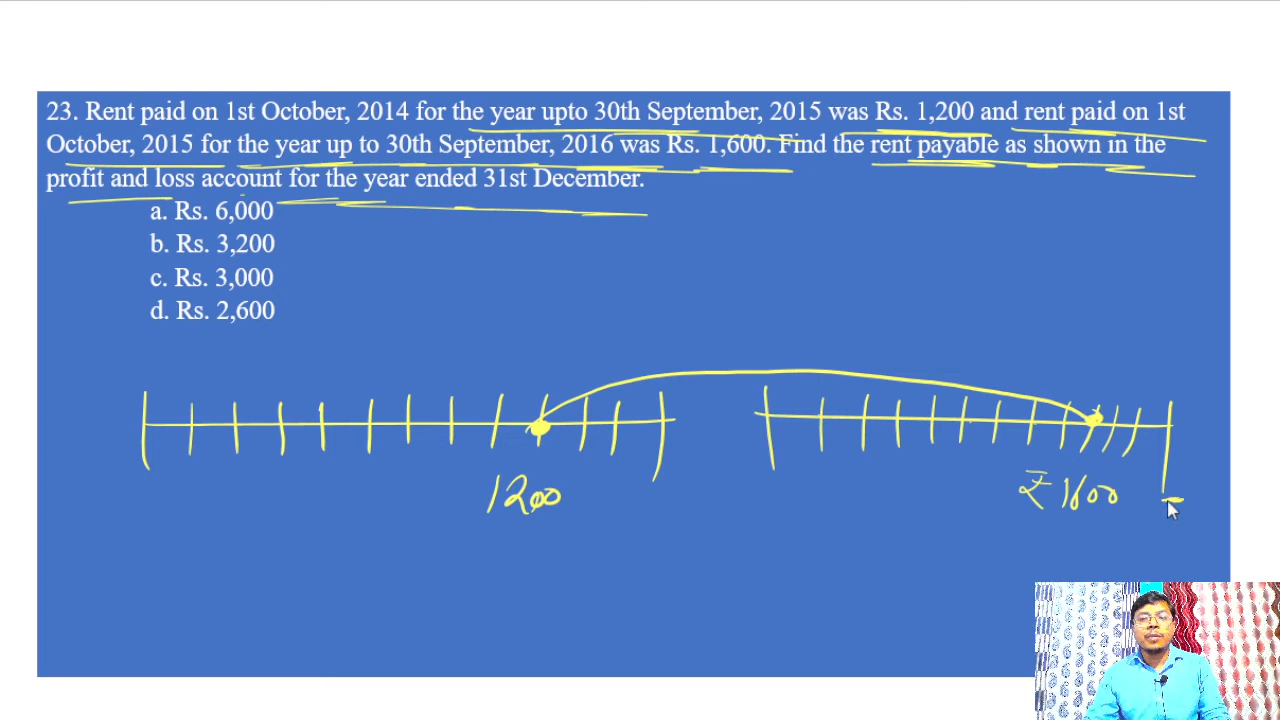 23. Rent paid on 1st October, 2014 for the year upto 30th September, 2015 was Rs. 1,200 and rent paid on 1st
October, 2015 for the year up to 30th September, 2016 was Rs. 1,600. Find the rent payable as shown in the
profit and loss account for the year ended 31st December.
a. Rs. 6,000
b. Rs. 3,200
c. Rs. 3,000
d. Rs. 2,600
1200
₹1600